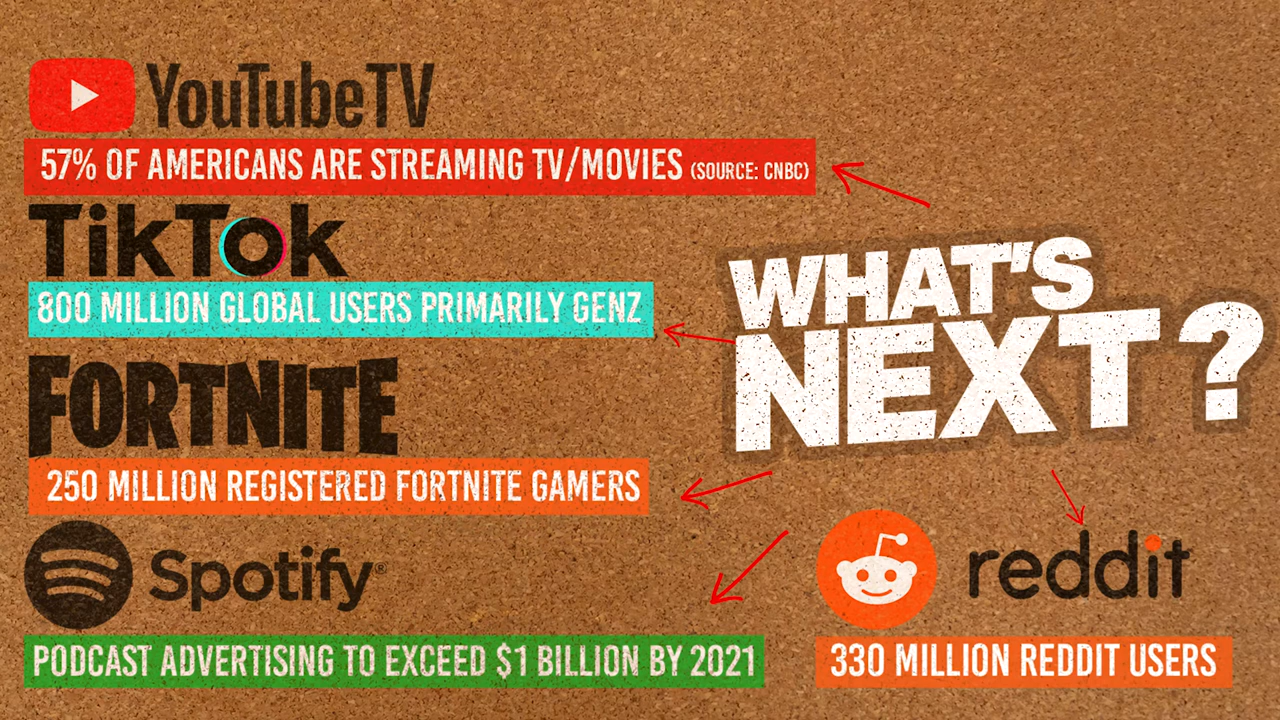 YouTubeTV
57% OF AMERICANS ARE STREAMING TV/MOVIES (SOURCE: CNBC)
TikTok
800 MILLION GLOBAL USERS PRIMARILY GENZ
FORTNITE
250 MILLION REGISTERED FORTNITE GAMERS
Spotify®
PODCAST ADVERTISING TO EXCEED $1 BILLION BY 2021
WHAT'S
NEXT?
reddit
330 MILLION REDDIT USERS